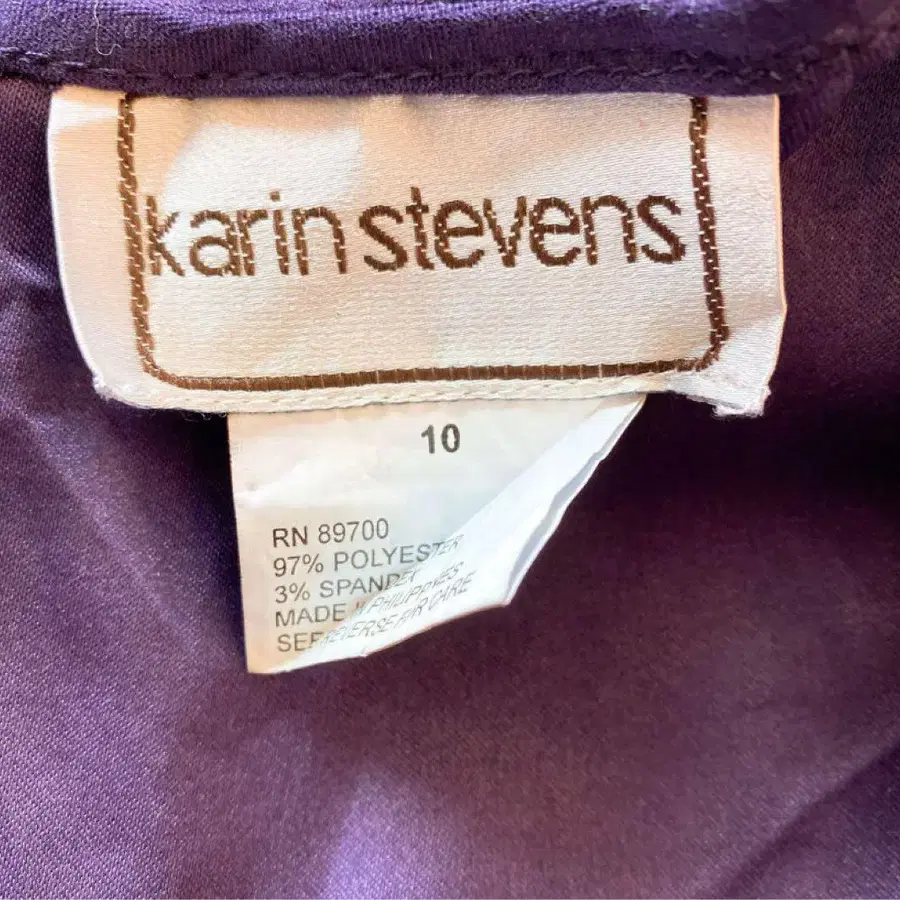 karin stevens
10
RN 89700
97% POLYESTER
3% SPANDEX
MADE IN PHILIPPINES
SEE REVERSE FOR CARE